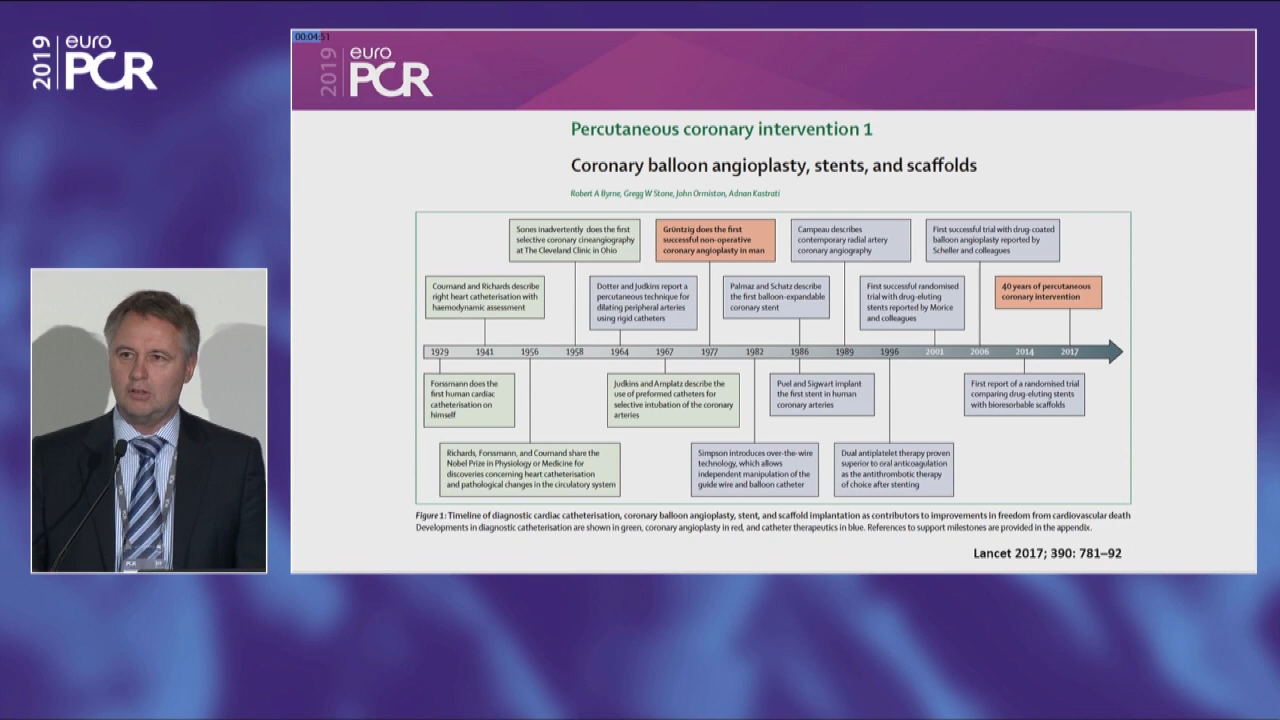 2019
euro
PCR
00:04:51
2019
euro
PCR
Percutaneous coronary intervention 1
Coronary balloon angioplasty, stents, and scaffolds
Robert A Byrne, Gregg W Stone, John Ormiston, Adnan Kastrati
Sones inadvertently does the first
selective coronary cineangiography
at The Cleveland Clinic in Ohio
Grüntzig does the first
successful non-operative
coronary angioplasty in man
Campeau describes
contemporary radial artery
coronary angiography
First successful trial with drug-coated
balloon angioplasty reported by
Scheller and colleagues
Cournand and Richards describe
right heart catheterisation with
haemodynamic assessment
Dotter and Judkins report a
percutaneous technique for
dilating peripheral arteries
using rigid catheters
Palmaz and Schatz describe
the first balloon-expandable
coronary stent
First successful randomised
trial with drug-eluting
stents reported by Morice
and colleagues
40 years of percutaneous
coronary intervention
1929 1941 1956 1958 1964 1967 1977 1982 1986 1989 1996 2001 2006 2014 2017
Forssmann does the
first human cardiac
catheterisation on
himself
Judkins and Amplatz describe the
use of preformed catheters for
selective intubation of the coronary
arteries
Puel and Sigwart implant
the first stent in human
coronary arteries
First report of a randomised trial
comparing drug-eluting stents
with bioresorbable scaffolds
Richards, Forssmann, and Cournand share the
Nobel Prize in Physiology or Medicine for
discoveries concerning heart catheterisation
and pathological changes in the circulatory system
Simpson introduces over-the-wire
technology, which allows
independent manipulation of the
guide wire and balloon catheter
Dual antiplatelet therapy proven
superior to oral anticoagulation
as the antithrombotic therapy
of choice after stenting
Figure 1: Timeline of diagnostic cardiac catheterisation, coronary balloon angioplasty, stent, and scaffold implantation as contributors to improvements in freedom from cardiovascular death
Developments in diagnostic catheterisation are shown in green, coronary angioplasty in red, and catheter therapeutics in blue. References to support milestones are provided in the appendix.
Lancet 2017; 390: 781–92
PCR